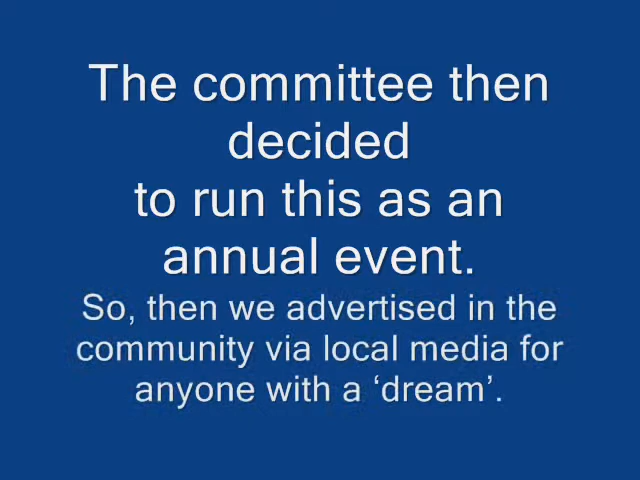 The committee then
decided
to run this as an
annual event.
So, then we advertised in the
community via local media for
anyone with a ‘dream’.